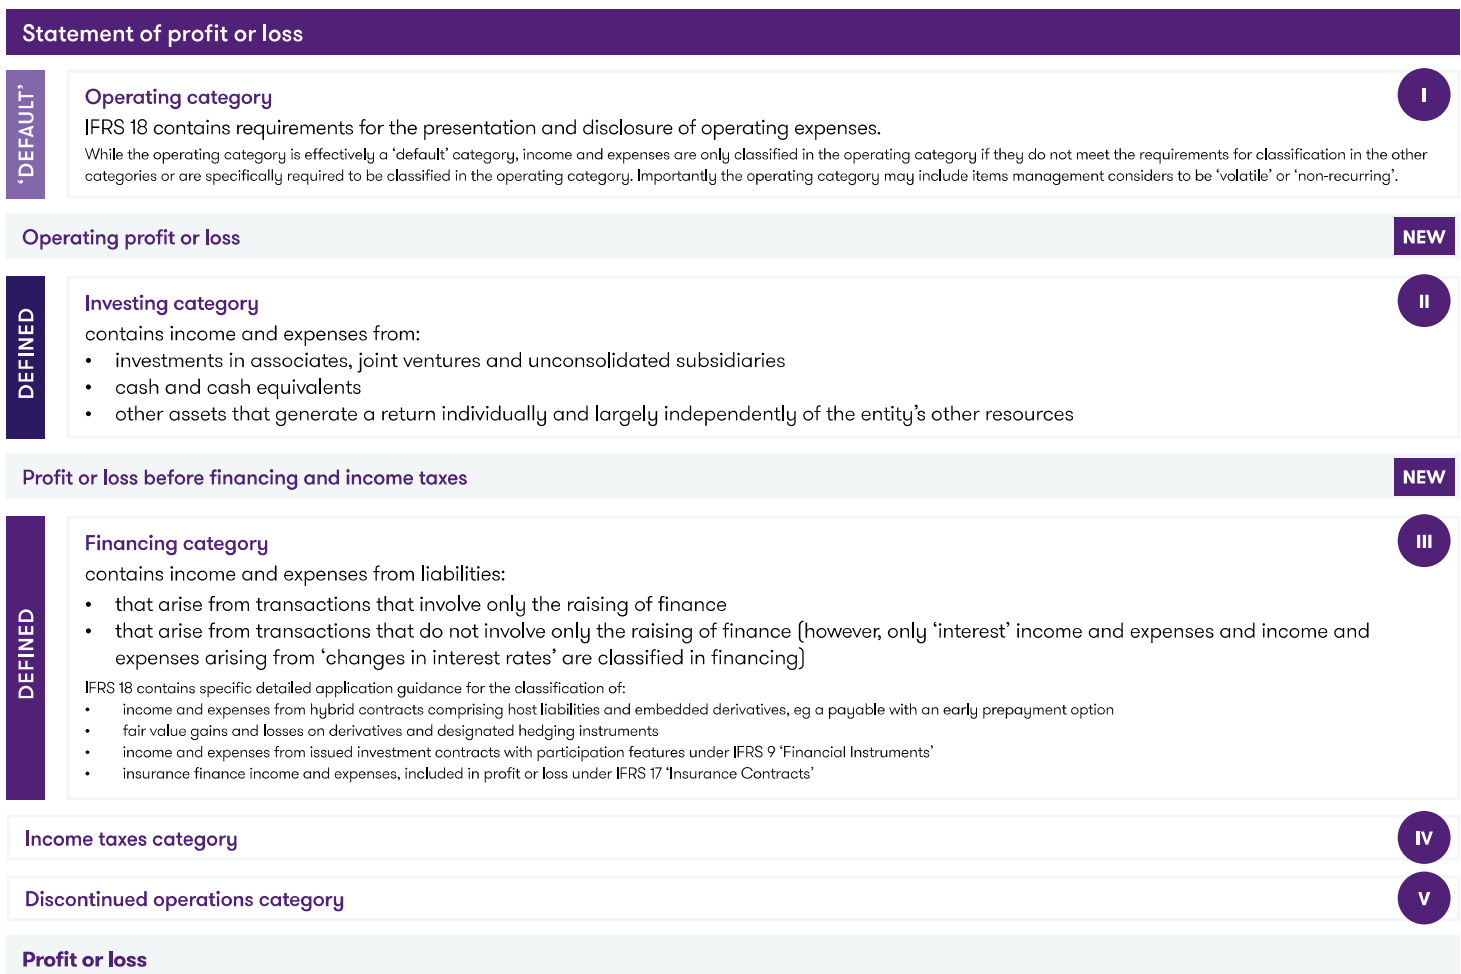 Statement of profit or loss
'DEFAULT'
Operating category
I
IFRS 18 contains requirements for the presentation and disclosure of operating expenses.
While the operating category is effectively a 'default' category, income and expenses are only classified in the operating category if they do not meet the requirements for classification in the other
categories or are specifically required to be classified in the operating category. Importantly the operating category may include items management considers to be 'volatile' or 'non-recurring'.
Operating profit or loss
NEW
DEFINED
Investing category
II
contains income and expenses from:
• investments in associates, joint ventures and unconsolidated subsidiaries
• cash and cash equivalents
• other assets that generate a return individually and largely independently of the entity's other resources
Profit or loss before financing and income taxes
NEW
DEFINED
Financing category
III
contains income and expenses from liabilities:
• that arise from transactions that involve only the raising of finance
• that arise from transactions that do not involve only the raising of finance (however, only 'interest' income and expenses and income and
expenses arising from 'changes in interest rates' are classified in financing)
IFRS 18 contains specific detailed application guidance for the classification of:
• income and expenses from hybrid contracts comprising host liabilities and embedded derivatives, eg a payable with an early prepayment option
• fair value gains and losses on derivatives and designated hedging instruments
• income and expenses from issued investment contracts with participation features under IFRS 9 'Financial Instruments'
• insurance finance income and expenses, included in profit or loss under IFRS 17 'Insurance Contracts'
Income taxes category
IV
Discontinued operations category
V
Profit or loss